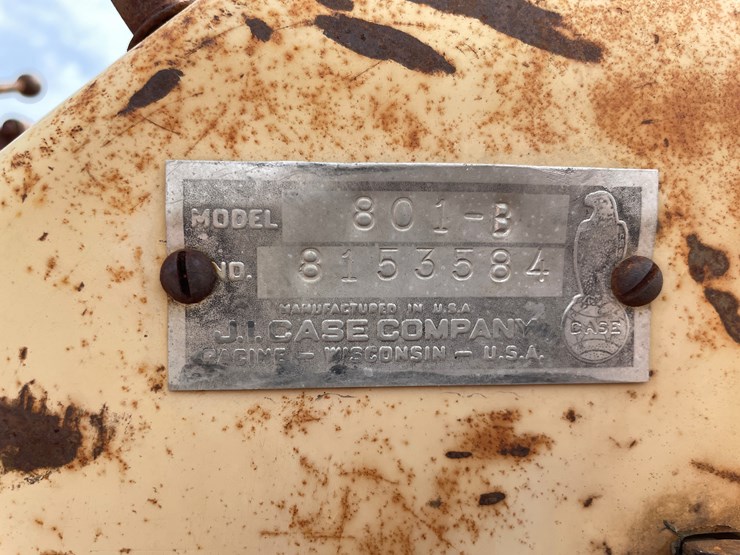 MODEL 801-B
NO. 8153584
MANUFACTURED IN U.S.A.
J.I. CASE COMPANY
RACINE - WISCONSIN - U.S.A.
CASE